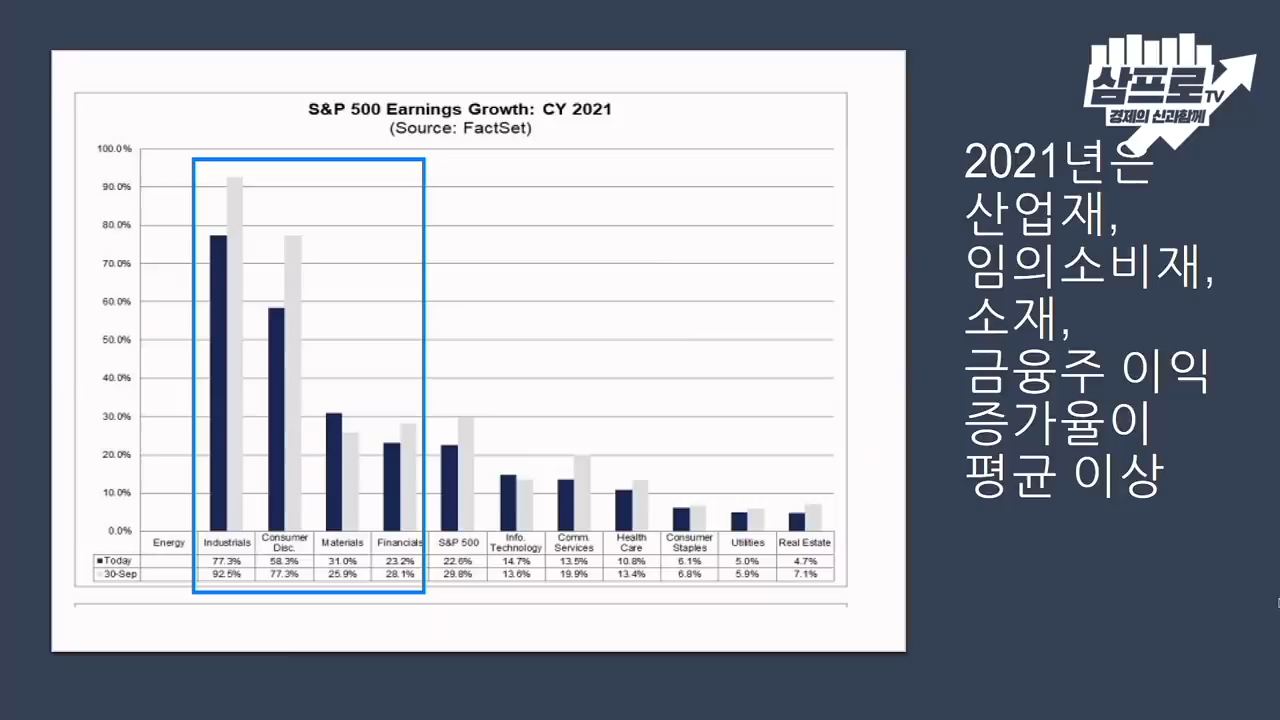 S&P 500 Earnings Growth: CY 2021
(Source: FactSet)
100.0%
90.0%
80.0%
70.0%
60.0%
50.0%
40.0%
30.0%
20.0%
10.0%
0.0%
Energy Industrials Consumer Disc. Materials Financials S&P 500 Info. Technology Comm. Services Health Care Consumer Staples Utilities Real Estate
Today 77.3% 58.3% 31.0% 23.2% 22.6% 14.7% 13.5% 10.8% 6.1% 5.0% 4.7%
30-Sep 92.5% 77.3% 25.9% 28.1% 29.8% 13.6% 19.9% 13.4% 6.8% 5.9% 7.1%
삼프로TV
경제의 신과함께
2021년은
산업재,
임의소비재,
소재,
금융주 이익
증가율이
평균 이상